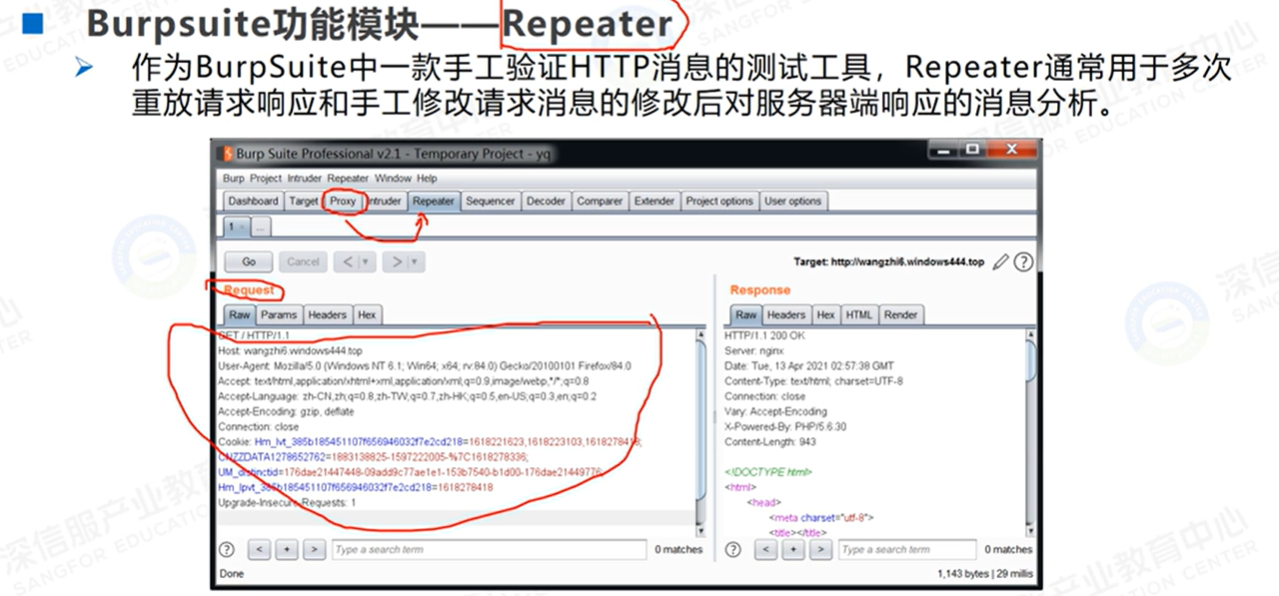 Burpsuite功能模块——Repeater
作为BurpSuite中一款手工验证HTTP消息的测试工具，Repeater通常用于多次
重放请求响应和手工修改请求消息的修改后对服务器端响应的消息分析。
Burp Suite Professional v2.1 - Temporary Project - yq
Burp Project Intruder Repeater Window Help
Dashboard Target Proxy Intruder Repeater Sequencer Decoder Comparer Extender Project options User options
1 × ...
Go Cancel < ▾ > ▾ Target: http://wangzhi6.windows444.top ?
Request
Raw Params Headers Hex
GET / HTTP/1.1
Host: wangzhi6.windows444.top
User-Agent: Mozilla/5.0 (Windows NT 6.1; Win64; x64; rv:84.0) Gecko/20100101 Firefox/84.0
Accept: text/html,application/xhtml+xml,application/xml;q=0.9,image/webp,*/*;q=0.8
Accept-Language: zh-CN,zh;q=0.8,zh-TW;q=0.7,zh-HK;q=0.5,en-US;q=0.3,en;q=0.2
Accept-Encoding: gzip, deflate
Connection: close
Cookie: Hm_lvt_385b185451107f656946032f7e2cd218=1618221623,1618223103,1618278418;
CNZZDATA1278652762=1883138825-1597222005-%7C1618278336;
UM_distinctid=176dae21447448-09add9c77ae1e1-153b7540-b1d00-176dae21449776;
Hm_lpvt_385b185451107f656946032f7e2cd218=1618278418
Upgrade-Insecure-Requests: 1
? < + > Type a search term 0 matches
Response
Raw Headers Hex HTML Render
HTTP/1.1 200 OK
Server: nginx
Date: Tue, 13 Apr 2021 02:57:38 GMT
Content-Type: text/html; charset=UTF-8
Connection: close
Vary: Accept-Encoding
X-Powered-By: PHP/5.6.30
Content-Length: 943
<!DOCTYPE html>
<html>
<head>
<meta charset="utf-8">
<title></title>
? < + > Type a search term 0 matches
Done 1,143 bytes | 29 millis
深信服产业教育中心
SANGFOR EDUCATION CENTER